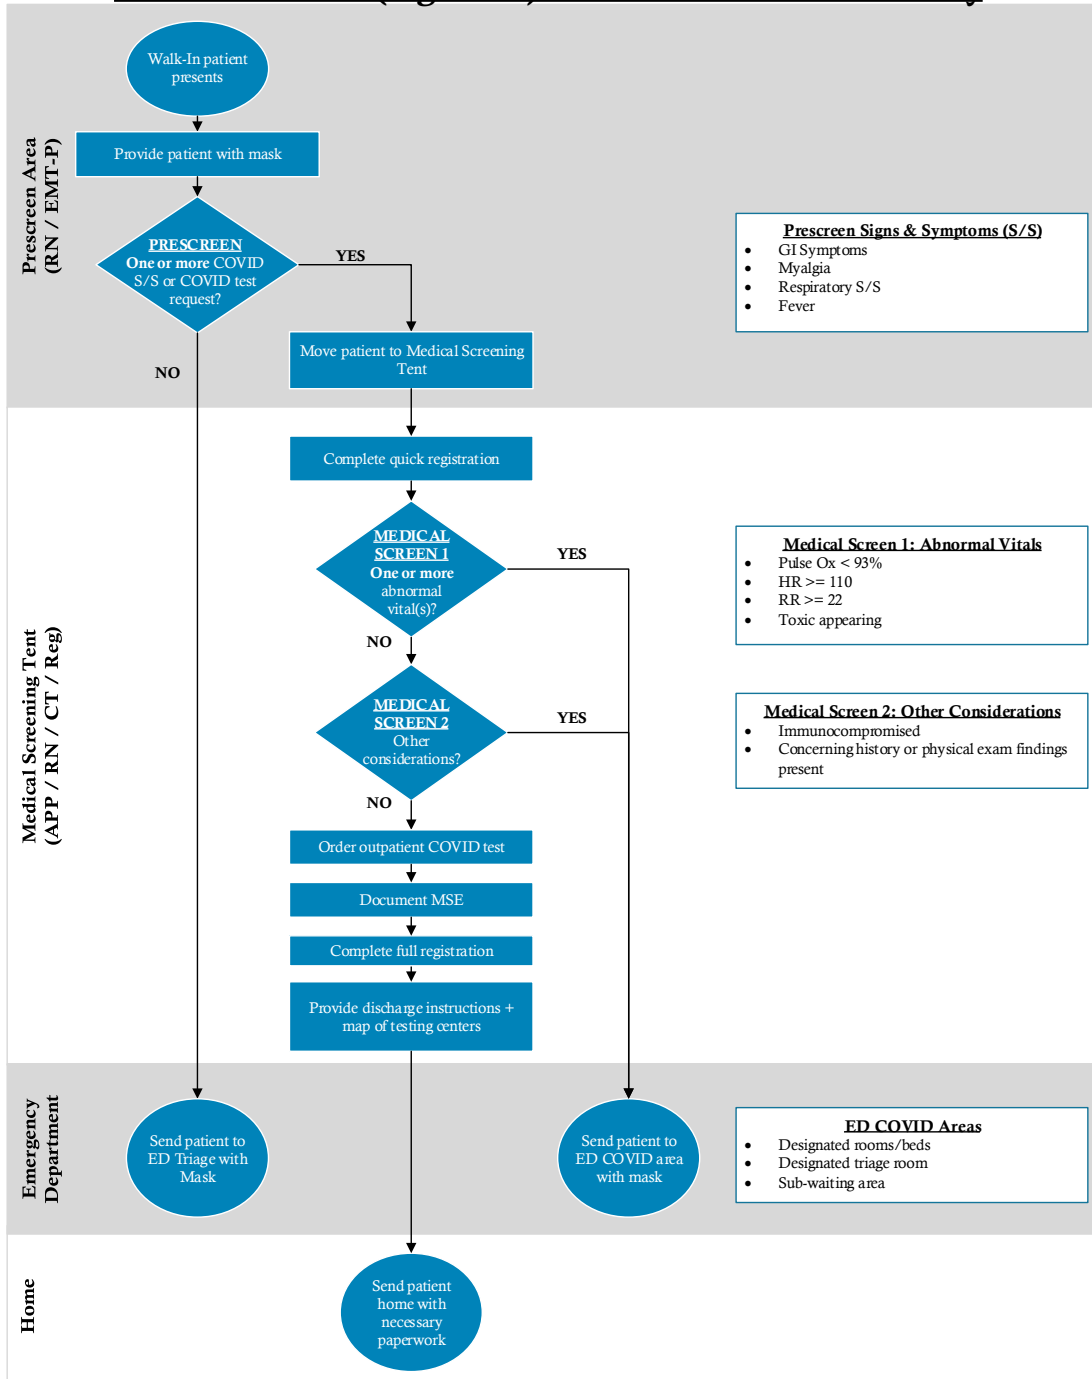 Walk-In patient
presents
Provide patient with mask
PRESCREEN
One or more COVID
S/S or COVID test
request?
YES
NO
Move patient to Medical Screening
Tent
Prescreen Area
(RN / EMT-P)
Prescreen Signs & Symptoms (S/S)
• GI Symptoms
• Myalgia
• Respiratory S/S
• Fever
Complete quick registration
MEDICAL
SCREEN 1
One or more
abnormal
vital(s)?
YES
NO
MEDICAL
SCREEN 2
Other
considerations?
YES
NO
Order outpatient COVID test
Document MSE
Complete full registration
Provide discharge instructions +
map of testing centers
Medical Screening Tent
(APP / RN / CT / Reg)
Medical Screen 1: Abnormal Vitals
• Pulse Ox < 93%
• HR >= 110
• RR >= 22
• Toxic appearing
Medical Screen 2: Other Considerations
• Immunocompromised
• Concerning history or physical exam findings
present
Emergency
Department
Send patient to
ED Triage with
Mask
Send patient to
ED COVID area
with mask
ED COVID Areas
• Designated rooms/beds
• Designated triage room
• Sub-waiting area
Home
Send patient
home with
necessary
paperwork